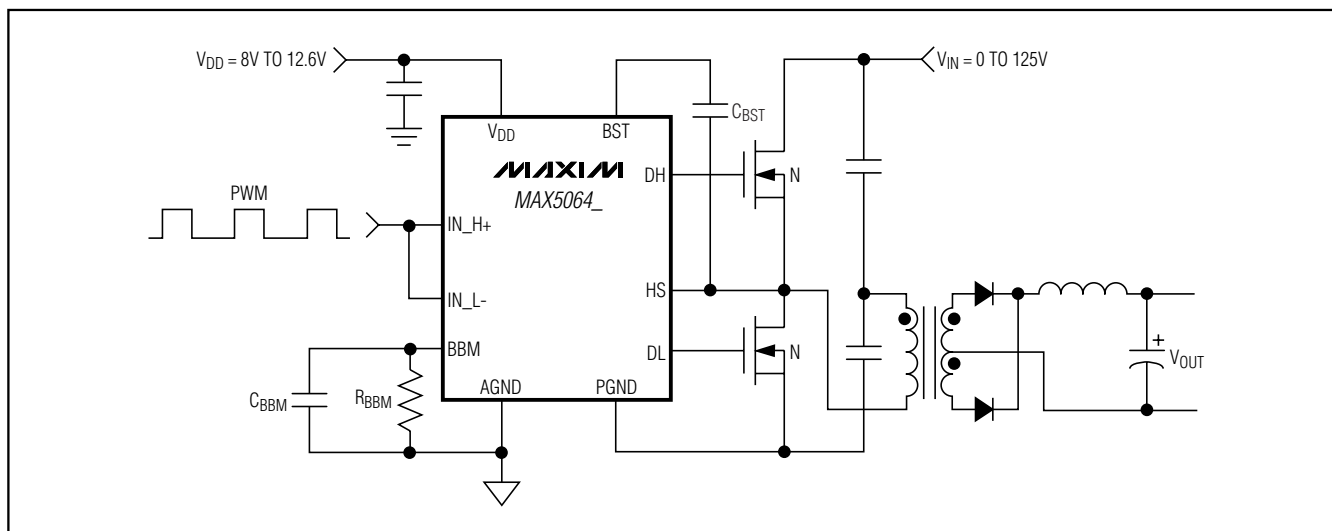 V_DD = 8V TO 12.6V
V_IN = 0 TO 125V
V_DD
BST
C_BST
MAXIM
MAX5064_
DH
N
PWM
IN_H+
IN_L-
HS
BBM
DL
N
AGND
PGND
C_BBM
R_BBM
+
V_OUT